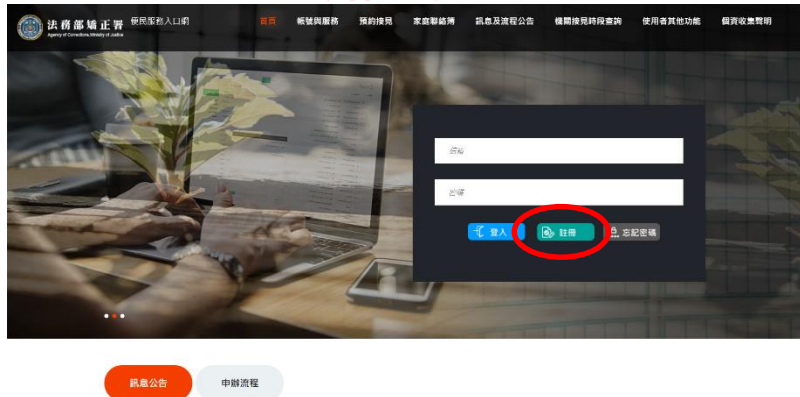 法務部矯正署 便民服務入口網
Agency of Corrections, Ministry of Justice
首頁 帳號與服務 預約接見 家庭聯絡簿 訊息及流程公告 機關接見時段查詢 使用者其他功能 個資收集聲明
信箱
密碼
登入 註冊 忘記密碼
訊息公告 申辦流程